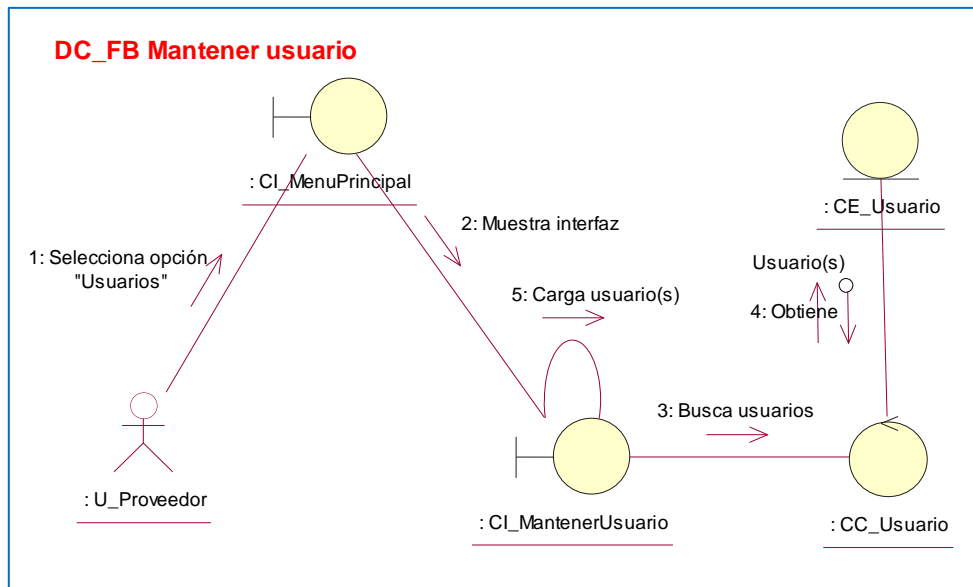 DC_FB Mantener usuario
: CI_MenuPrincipal
: CE_Usuario
2: Muestra interfaz
1: Selecciona opción
"Usuarios"
Usuario(s)
5: Carga usuario(s)
4: Obtiene
3: Busca usuarios
: U_Proveedor
: CI_MantenerUsuario
: CC_Usuario